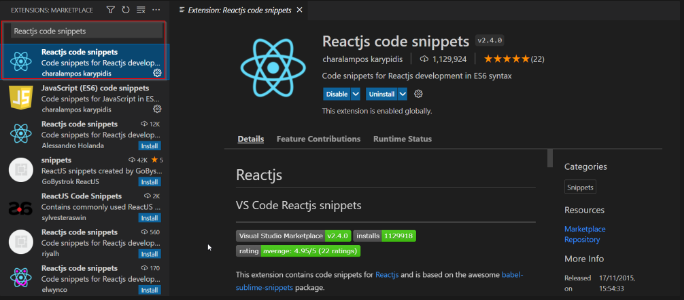 EXTENSIONS: MARKETPLACE
Reactjs code snippets
Reactjs code snippets
Code snippets for Reactjs develop...
charalampos karypidis
JavaScript (ES6) code snippets
Code snippets for JavaScript in ES...
charalampos karypidis
Reactjs code snippets 12K
Code snippets for Reactjs develop...
Alessandro Holanda Install
snippets 42K ★ 5
ReactJS snippets created by GoBys...
GoBystrok ReactJS Install
ReactJS Code Snippets 2K
Contains commonly used ReactJS ...
sylvesteraswin Install
Reactjs code snippets 560
Code snippets for Reactjs develop...
riyalh Install
Reactjs code snippets 170
Code snippets for Reactjs develop...
elwynco Install
Extension: Reactjs code snippets
Reactjs code snippets v2.4.0
charalampos karypidis 1,129,924 ★★★★★(22)
Code snippets for Reactjs development in ES6 syntax
Disable Uninstall
This extension is enabled globally.
Details Feature Contributions Runtime Status
Reactjs
VS Code Reactjs snippets
Visual Studio Marketplace v2.4.0 installs 1129918
rating average: 4.95/5 (22 ratings)
This extension contains code snippets for Reactjs and is based on the awesome babel-
sublime-snippets package.
Categories
Snippets
Resources
Marketplace
Repository
More Info
Released 17/11/2015,
on 15:54:33